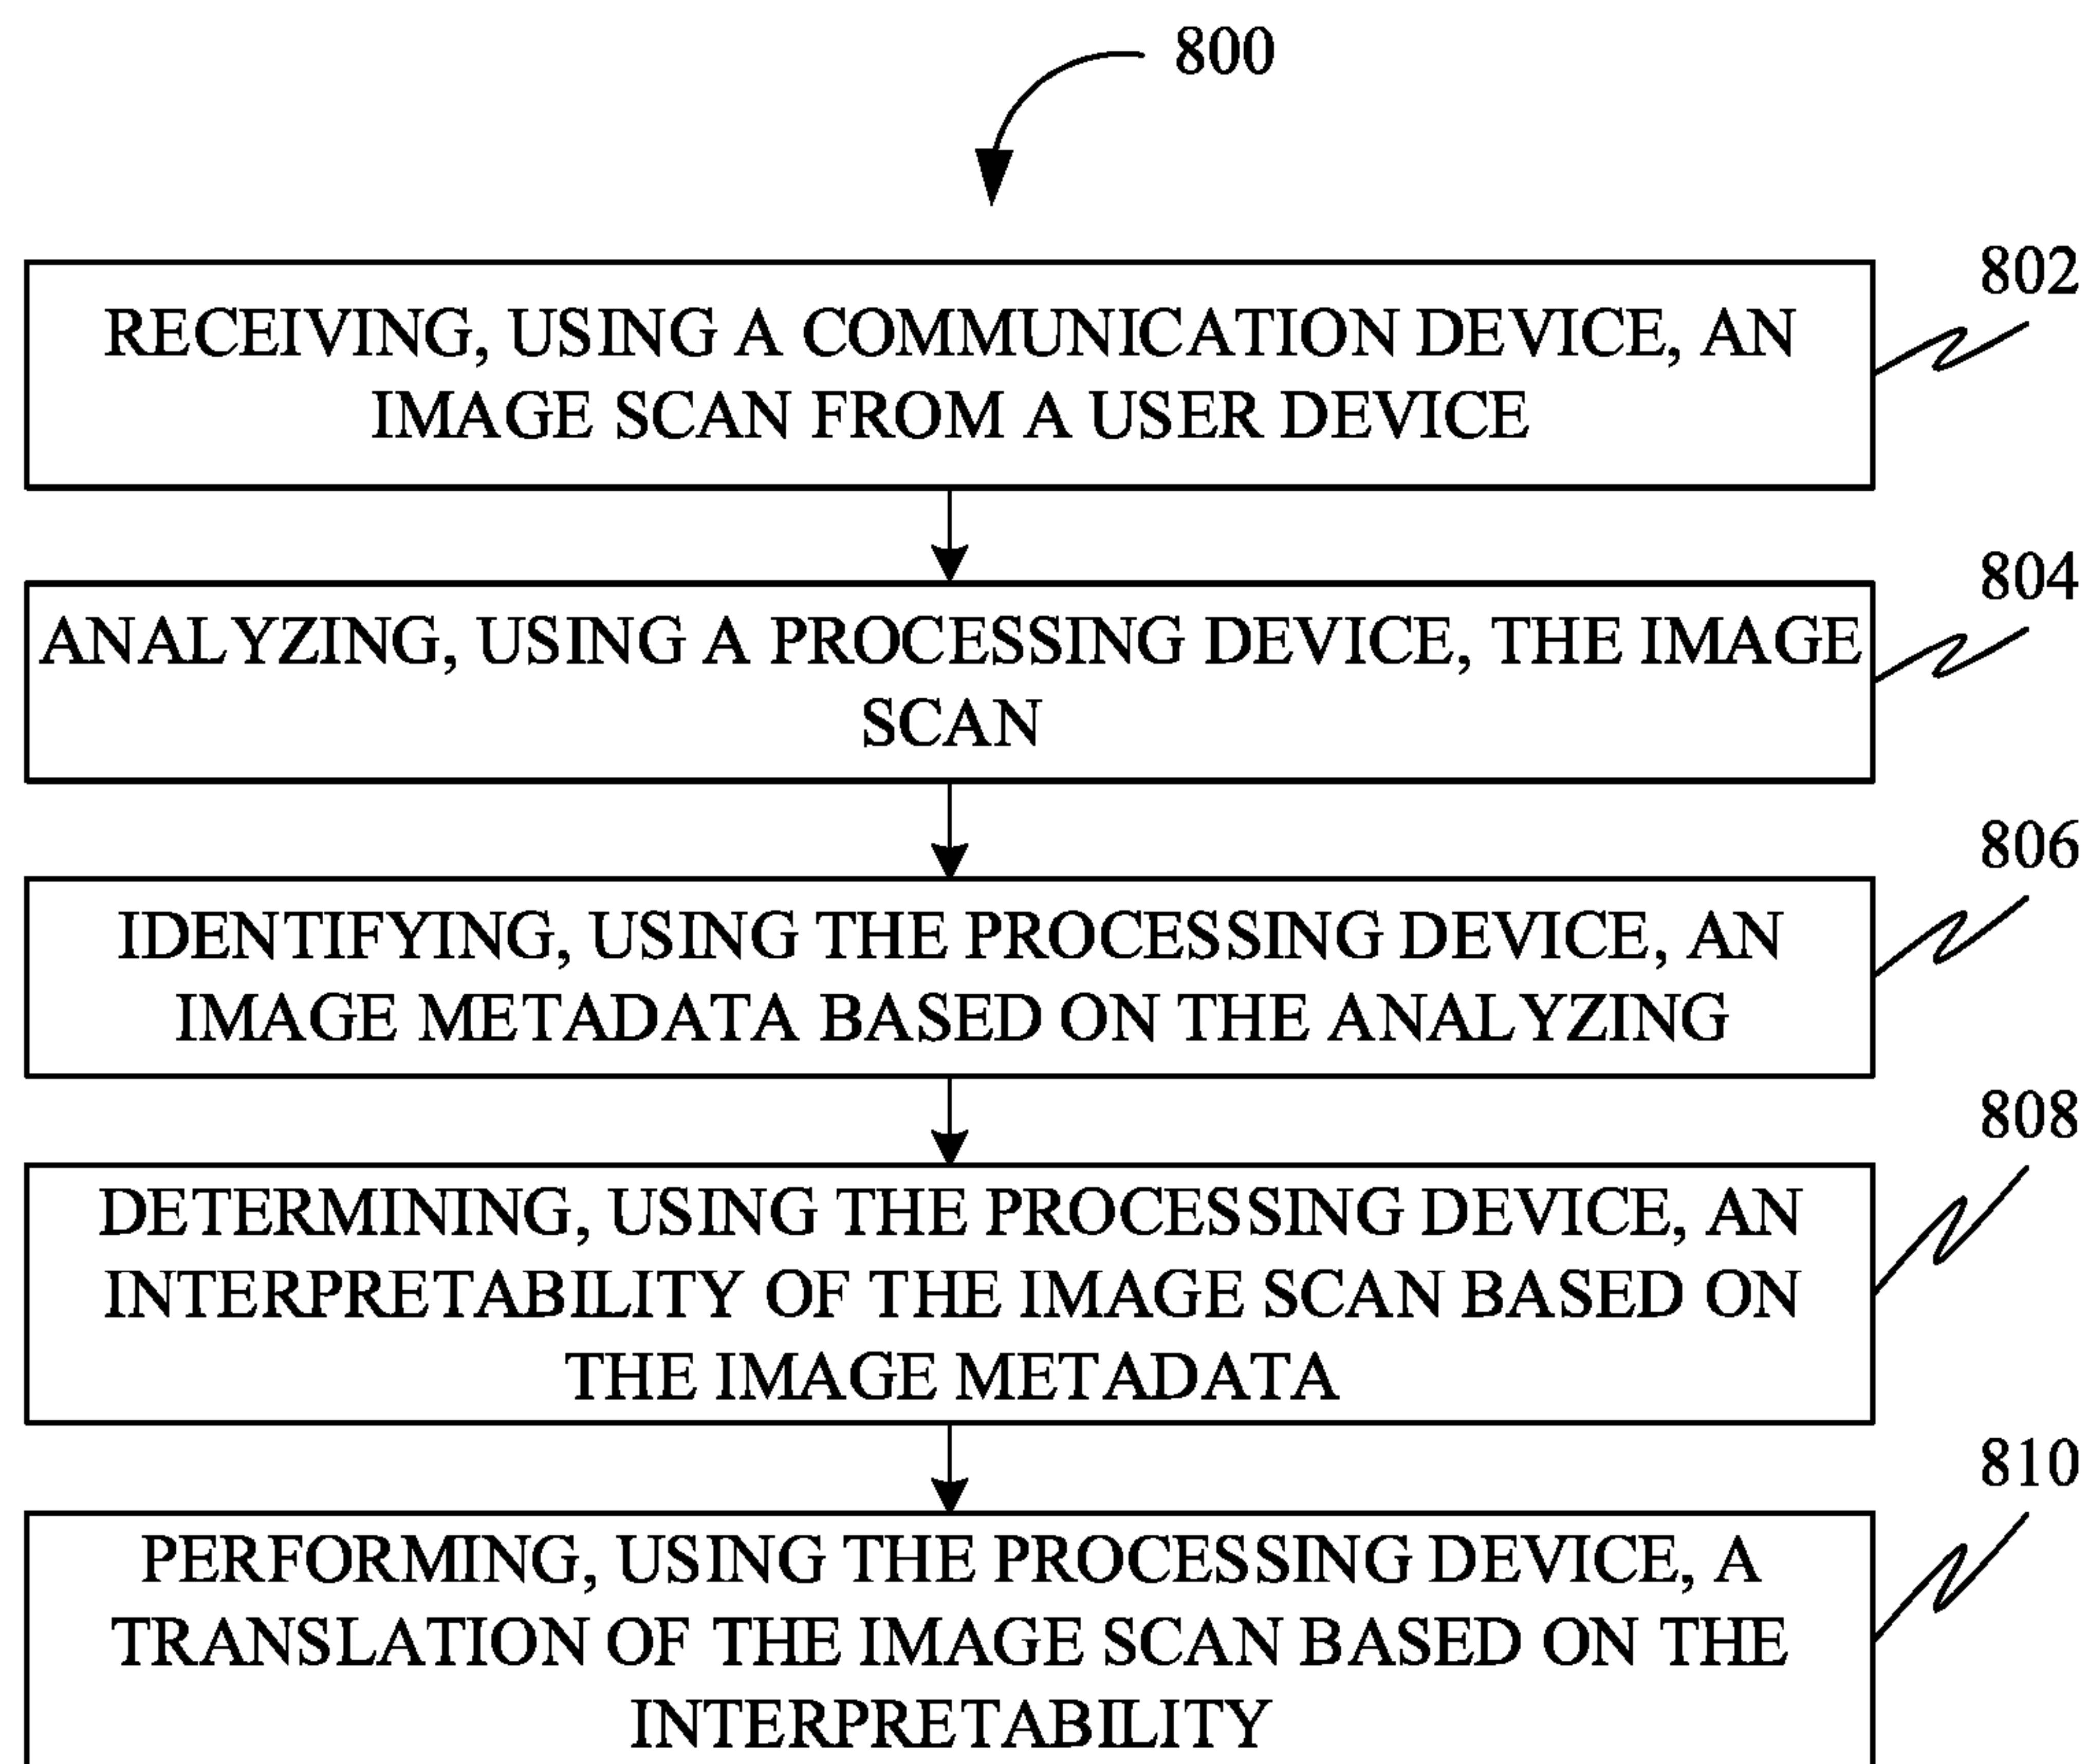 800
802
RECEIVING, USING A COMMUNICATION DEVICE, AN
IMAGE SCAN FROM A USER DEVICE
804
ANALYZING, USING A PROCESSING DEVICE, THE IMAGE
SCAN
806
IDENTIFYING, USING THE PROCESSING DEVICE, AN
IMAGE METADATA BASED ON THE ANALYZING
808
DETERMINING, USING THE PROCESSING DEVICE, AN
INTERPRETABILITY OF THE IMAGE SCAN BASED ON
THE IMAGE METADATA
810
PERFORMING, USING THE PROCESSING DEVICE, A
TRANSLATION OF THE IMAGE SCAN BASED ON THE
INTERPRETABILITY